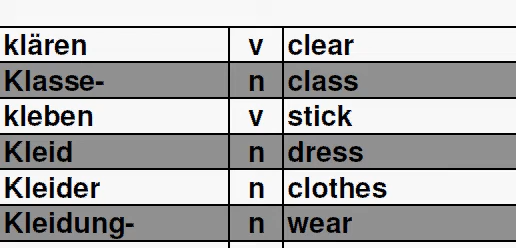 klären v clear
Klasse- n class
kleben v stick
Kleid n dress
Kleider n clothes
Kleidung- n wear